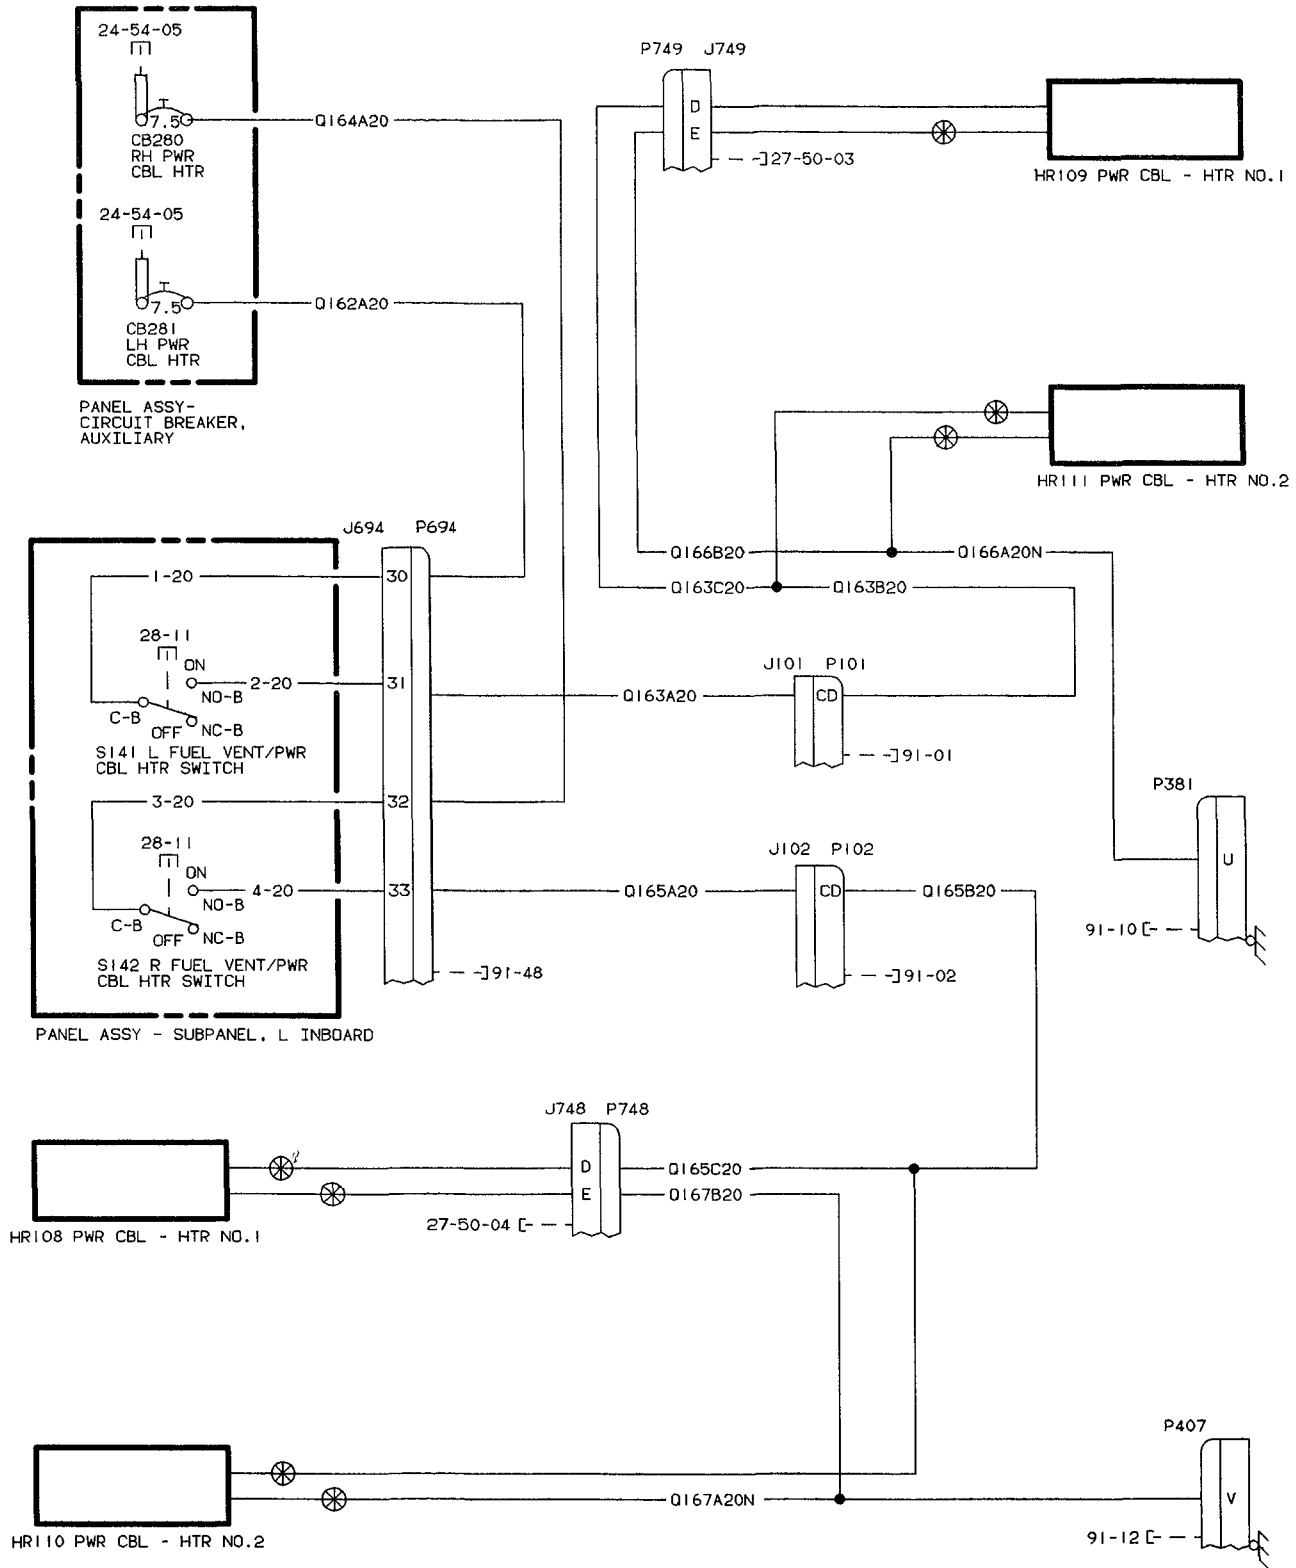 24-54-05
7.5
CB280
RH PWR
CBL HTR
Q164A20
24-54-05
7.5
CB281
LH PWR
CBL HTR
Q162A20
PANEL ASSY-
CIRCUIT BREAKER,
AUXILIARY
P749 J749
D
E
27-50-03
HR109 PWR CBL - HTR NO.1
HR111 PWR CBL - HTR NO.2
Q166B20 Q166A20N
Q163C20 Q163B20
J694 P694
1-20 30
28-11
ON
2-20 31
NO-B
C-B
OFF NC-B
S141 L FUEL VENT/PWR
CBL HTR SWITCH
3-20 32
28-11
ON
4-20 33
NO-B
C-B
OFF NC-B
S142 R FUEL VENT/PWR
CBL HTR SWITCH
91-48
PANEL ASSY - SUBPANEL, L INBOARD
J101 P101
Q163A20 CD
91-01
J102 P102
Q165A20 CD Q165B20
91-02
P381
U
91-10
J748 P748
D Q165C20
E Q167B20
27-50-04
HR108 PWR CBL - HTR NO.1
HR110 PWR CBL - HTR NO.2
Q167A20N
P407
V
91-12